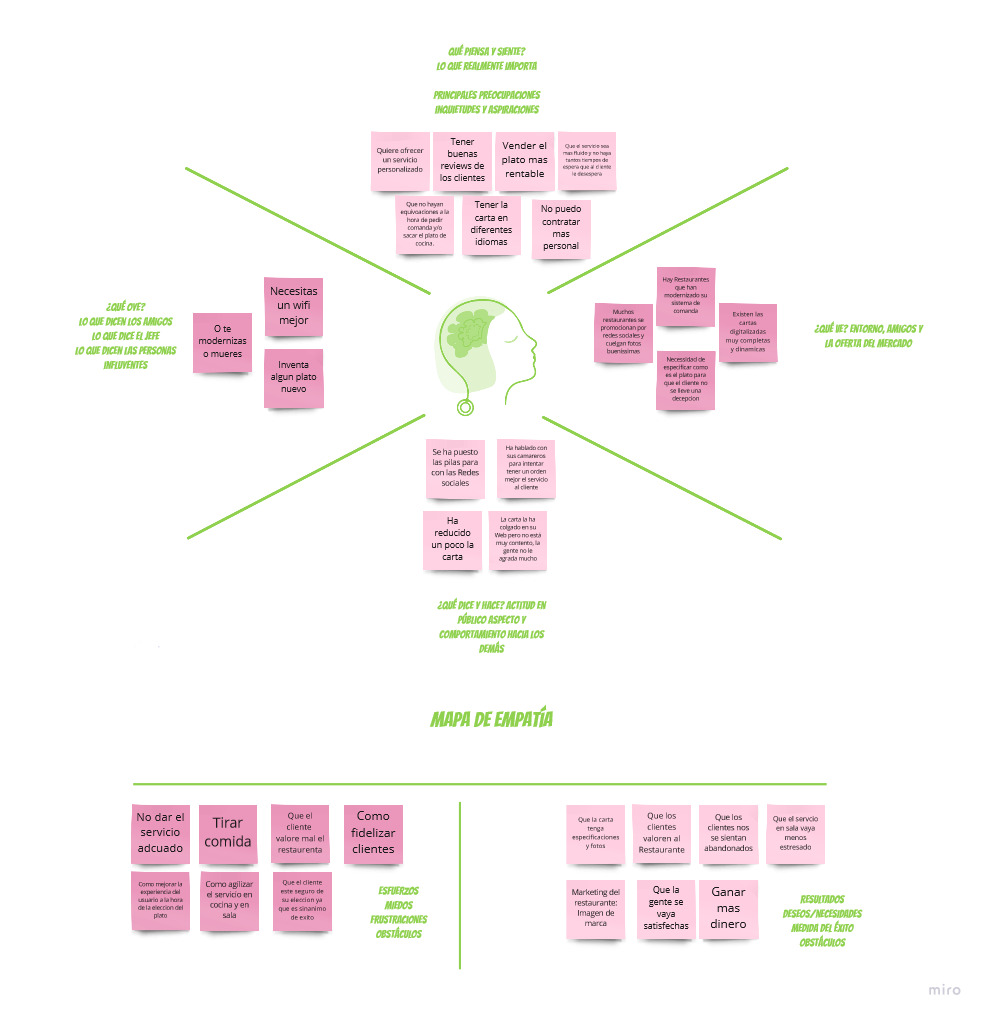 QUÉ PIENSA Y SIENTE?
LO QUE REALMENTE IMPORTA
PRINCIPALES PREOCUPACIONES
INQUIETUDES Y ASPIRACIONES
Quiere ofrecer
un servicio
personalizado
Tener
buenas
reviews de
los clientes
Vender el
plato mas
rentable
Que el servicio sea
mas fluido y no haya
tantos tiempos de
espera que al cliente
le desespera
Que no hayan
equivoaciones a la
hora de pedir
comanda y/o
sacar el plato de
cocina.
Tener la
carta en
diferentes
idiomas
No puedo
contratar
mas
personal
¿QUÉ OYE?
LO QUE DICEN LOS AMIGOS
LO QUE DICE EL JEFE
LO QUE DICEN LAS PERSONAS
INFLUYENTES
O te
modernizas
o mueres
Necesitas
un wifi
mejor
Inventa
algun plato
nuevo
Muchos
restaurantes se
promocionan por
redes sociales y
cuelgan fotos
buenissimas
Hay Restaurantes
que han
modernizado su
sistema de
comanda
Existen las
cartas
digitalizadas
muy completas
y dinamicas
Necessidad de
especificar como
es el plato para
que el cliente no
se lleve una
decepcion
¿QUÉ VE? ENTORNO, AMIGOS Y
LA OFERTA DEL MERCADO
Se ha puesto
las pilas para
con las Redes
sociales
Ha hablado con
sus camareros
para intentar
tener un orden
mejor el servicio
al cliente
Ha
reducido
un poco la
carta
La carta la ha
colgado en su
Web pero no está
muy contento, la
gente no le
agrada mucho
¿QUÉ DICE Y HACE? ACTITUD EN
PÚBLICO ASPECTO Y
COMPORTAMIENTO HACIA LOS
DEMÁS
MAPA DE EMPATÍA
No dar el
servicio
adcuado
Tirar
comida
Que el
cliente
valore mal el
restaurenta
Como
fidelizar
clientes
Como mejorar la
experiencia del
usuario a la hora
de la eleccion del
plato
Como agilizar
el servicio en
cocina y en
sala
Que el cliente
este seguro de
su eleccion ya
que es sinanimo
de exito
ESFUERZOS
MIEDOS
FRUSTRACIONES
OBSTÁCULOS
Que la carta
tenga
especificaciones
y fotos
Que los
clientes
valoren al
Restaurante
Que los
clientes nos
se sientan
abandonados
Que el servcio
en sala vaya
menos
estresado
Marketing del
restaurante:
Imagen de
marca
Que la
gente se
vaya
satisfechas
Ganar
mas
dinero
RESULTADOS
DESEOS/NECESIDADES
MEDIDA DEL ÉXITO
OBSTÁCULOS
miro